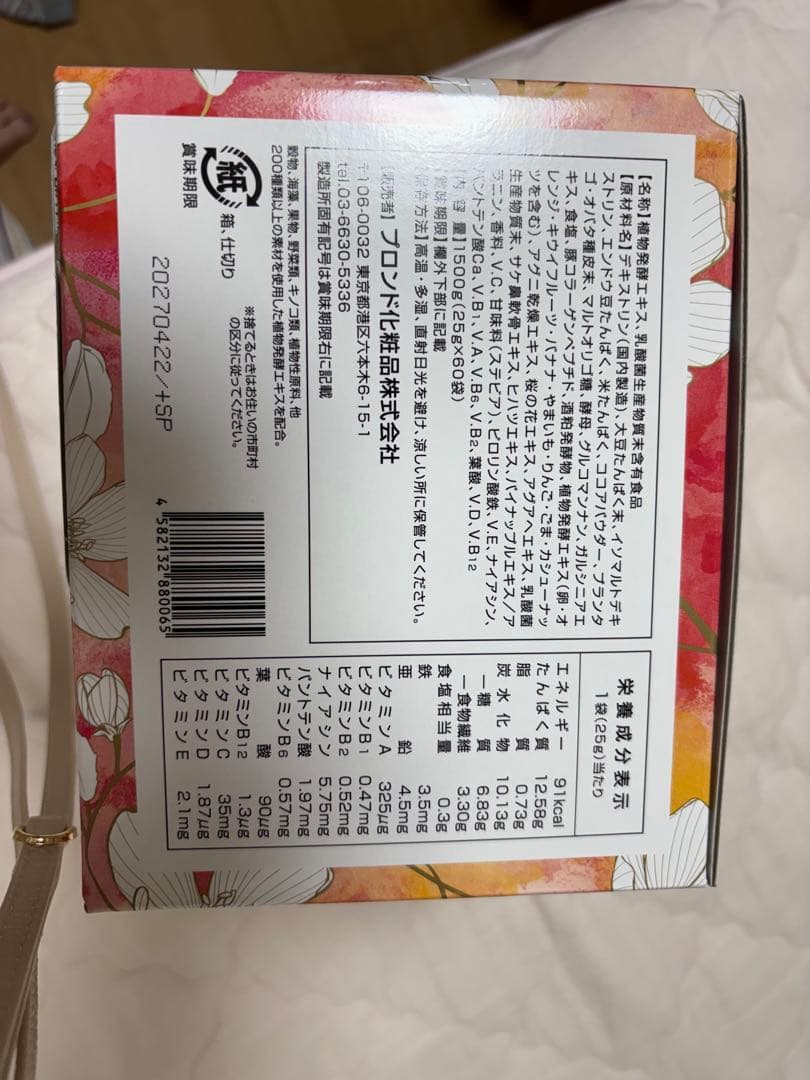 【名称】植物発酵エキス、乳酸菌生産物質末含有食品
【原材料名】デキストリン(国内製造)、大豆たんぱく末、イソマルトデキ
ストリン、エンドウ豆たんぱく、米たんぱく、ココアパウダー、プランタ
ゴ・オバタ種皮末、マルトオリゴ糖、酵母、グルコマンナン、ガルシニアエ
キス、食塩、豚コラーゲンペプチド、酒粕発酵物、植物発酵エキス(卵・オ
レンジ・キウイフルーツ・バナナ・やまいも・りんご・ごま・カシューナッ
ツを含む)、アグニ乾燥エキス、桜の花エキス、アグアヘエキス、乳酸菌
生産物質末、サケ鼻軟骨エキス、ヒハツエキス、パイナップルエキス/ア
ラニン、香料、V.C、甘味料(ステビア)、ピロリン酸鉄、V.E、ナイアシン、
パントテン酸Ca、V.B1、V.A、V.B6、V.B2、葉酸、V.D、V.B12
【内容量】1500g(25g×60袋)
【賞味期限】欄外下部に記載
【保存方法】高温・多湿、直射日光を避け、涼しい所に保管してください。
【販売者】ブロンド化粧品株式会社
〒106-0032 東京都港区六本木6-15-1
tel.03-6630-5336
製造所固有記号は賞味期限右に記載
穀物、海藻、果物、野菜類、キノコ類、植物性原料、他
200種類以上の素材を使用した植物発酵エキスを配合。
紙
箱、仕切り
※捨てるときはお住いの市町村
の区分に従ってください。
賞味期限
20270422/+SP
4 582132 880065
栄養成分表示
1袋(25g)当たり
エネルギー 91kcal
たんぱく質 12.58g
脂質 0.73g
炭水化物 10.13g
ー糖質 6.83g
ー食物繊維 3.30g
食塩相当量 0.3g
鉄 3.5mg
亜鉛 4.5mg
ビタミンA 325μg
ビタミンB1 0.47mg
ビタミンB2 0.52mg
ナイアシン 5.75mg
パントテン酸 1.97mg
ビタミンB6 0.57mg
葉酸 90μg
ビタミンB12 1.3μg
ビタミンC 35mg
ビタミンD 1.87μg
ビタミンE 2.1mg